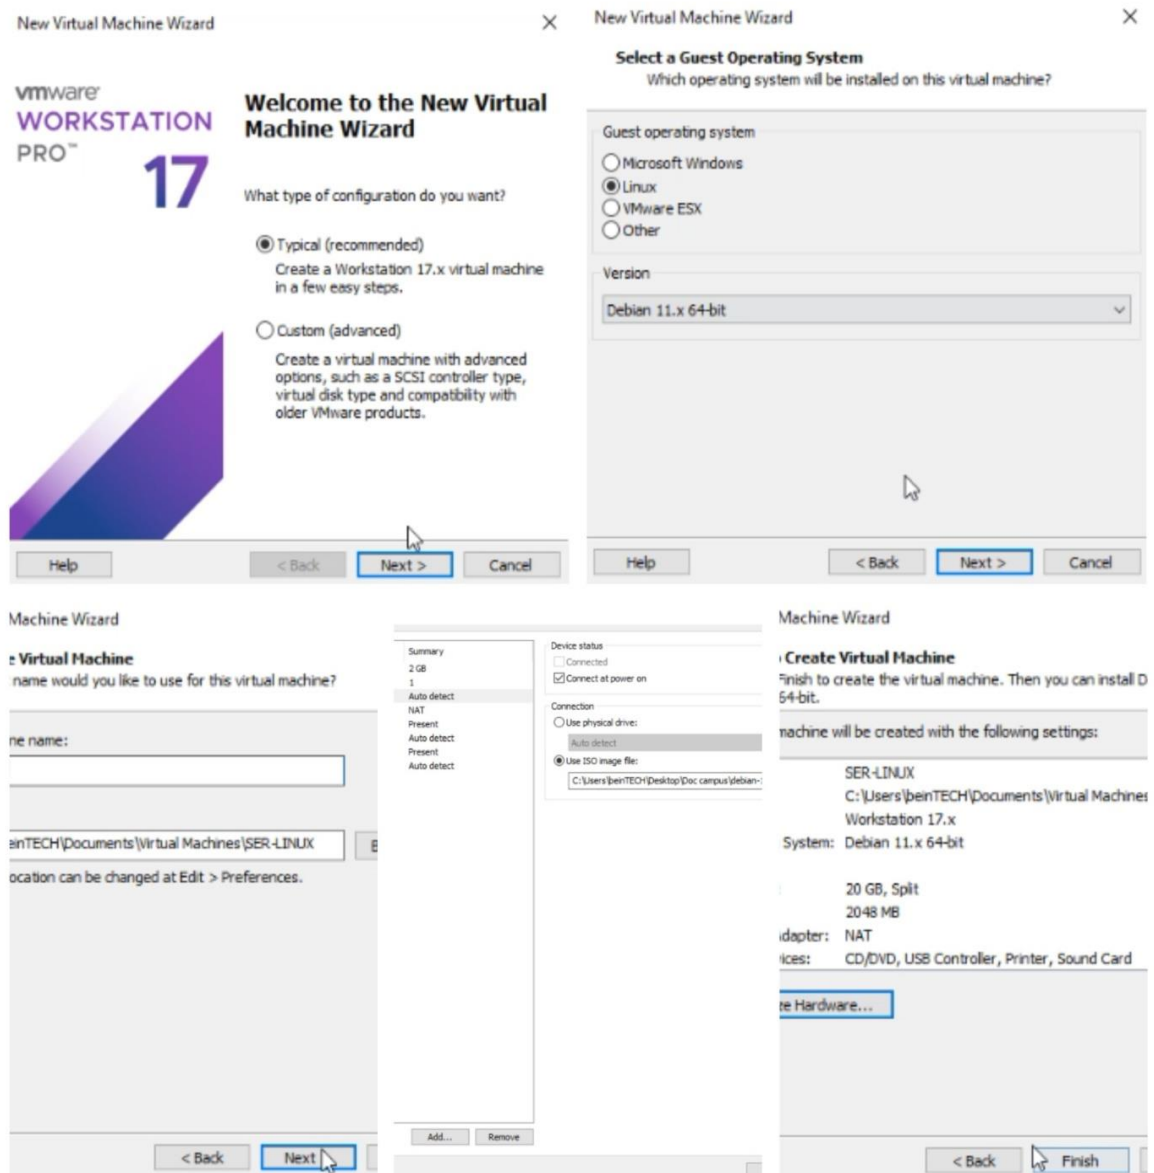 New Virtual Machine Wizard
vmware
WORKSTATION
PRO™
17
Welcome to the New Virtual
Machine Wizard
What type of configuration do you want?
Typical (recommended)
Create a Workstation 17.x virtual machine
in a few easy steps.
Custom (advanced)
Create a virtual machine with advanced
options, such as a SCSI controller type,
virtual disk type and compatibility with
older VMware products.
Help
< Back
Next >
Cancel
New Virtual Machine Wizard
Select a Guest Operating System
Which operating system will be installed on this virtual machine?
Guest operating system
Microsoft Windows
Linux
VMware ESX
Other
Version
Debian 11.x 64-bit
Help
< Back
Next >
Cancel
Machine Wizard
e Virtual Machine
name would you like to use for this virtual machine?
ne name:
einTECH\Documents\Virtual Machines\SER-LINUX
B
ocation can be changed at Edit > Preferences.
< Back
Next
Summary
2 GB
1
Auto detect
NAT
Present
Auto detect
Present
Auto detect
Add...
Remove
Device status
Connected
Connect at power on
Connection
Use physical drive:
Auto detect
Use ISO image file:
C:\Users\beinTECH\Desktop\Doc campus\debian-
Machine Wizard
Create Virtual Machine
Finish to create the virtual machine. Then you can install D
64-bit.
machine will be created with the following settings:
SER-LINUX
C:\Users\beinTECH\Documents\Virtual Machines
Workstation 17.x
System: Debian 11.x 64-bit
20 GB, Split
2048 MB
dapter: NAT
ices: CD/DVD, USB Controller, Printer, Sound Card
ze Hardware...
< Back
Finish